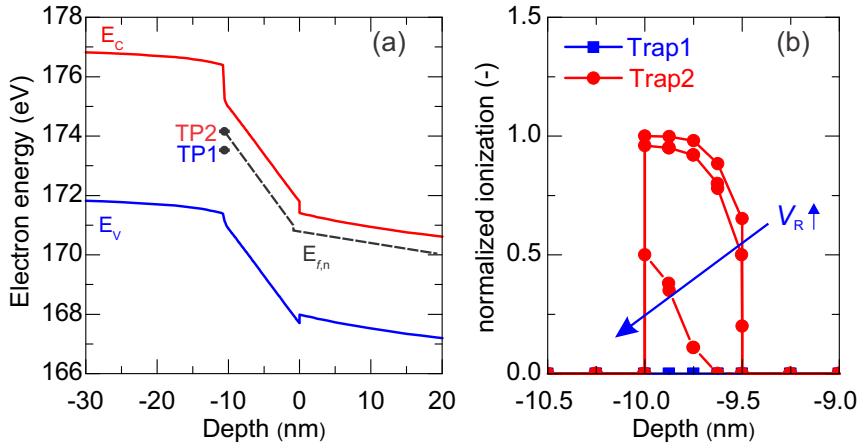 (a)
E_C
TP2
TP1
E_V
E_f,n
Electron energy (eV)
178
176
174
172
170
168
166
-30 -20 -10 0 10 20
Depth (nm)
(b)
Trap1
Trap2
V_R ↑
normalized ionization (-)
1.5
1.0
0.5
0.0
-10.5 -10.0 -9.5 -9.0
Depth (nm)